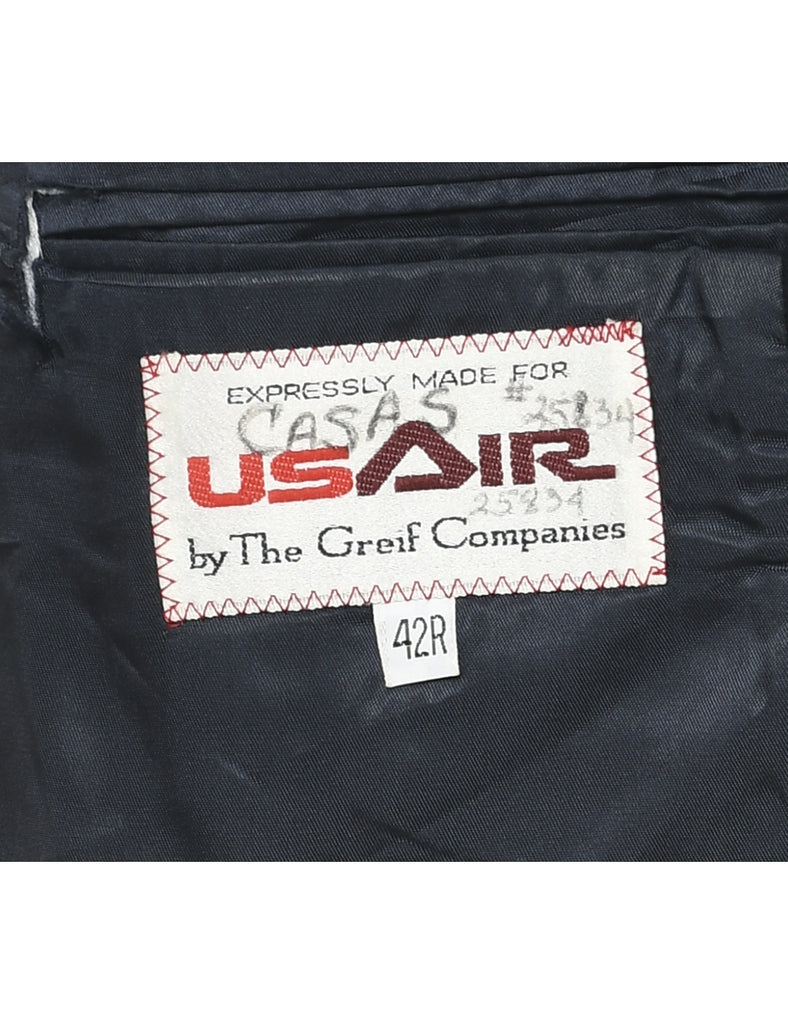 EXPRESSLY MADE FOR
CASAS #25834
USAIR
25834
by The Greif Companies
42R